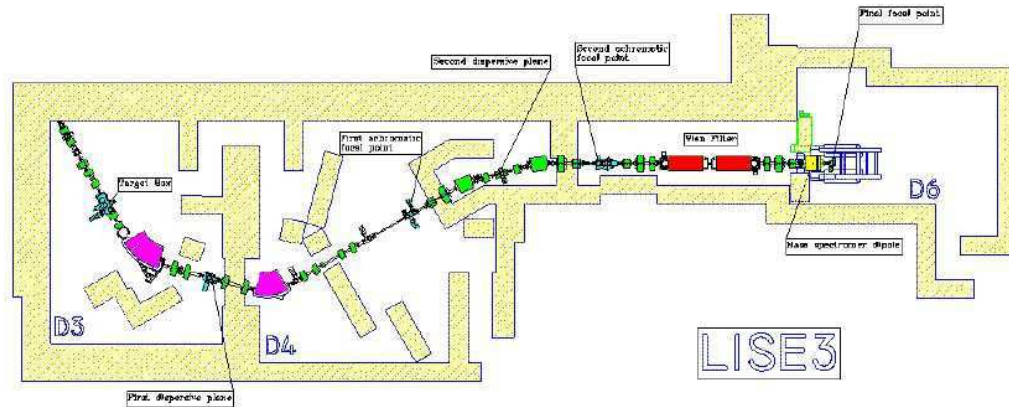 Final focal point
Second achromatic
focal point
Second dispersive plane
Wien Filter
First achromatic
focal point
Target Box
D6
Mass spectromer dipole
D3
D4
LISE3
First dispersive plane